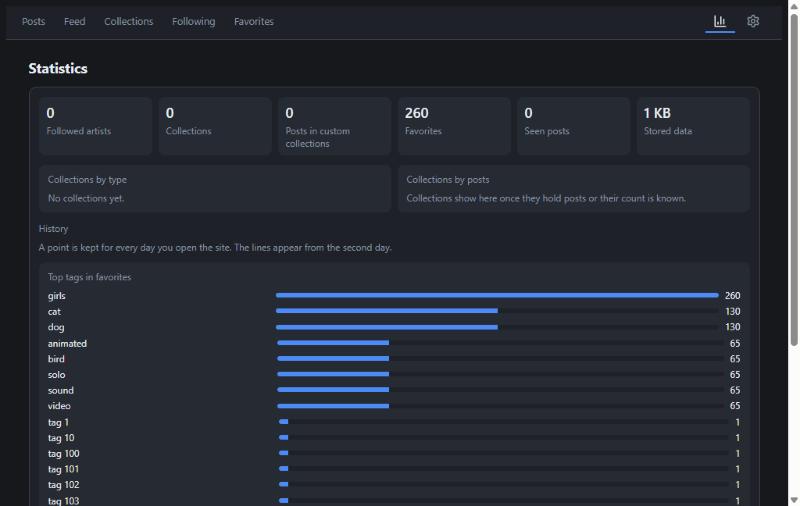 Posts Feed Collections Following Favorites
Statistics
0
Followed artists
0
Collections
0
Posts in custom
collections
260
Favorites
0
Seen posts
1 KB
Stored data
Collections by type
No collections yet.
Collections by posts
Collections show here once they hold posts or their count is known.
History
A point is kept for every day you open the site. The lines appear from the second day.
Top tags in favorites
girls 260
cat 130
dog 130
animated 65
bird 65
solo 65
sound 65
video 65
tag 1 1
tag 10 1
tag 100 1
tag 101 1
tag 102 1
tag 103 1